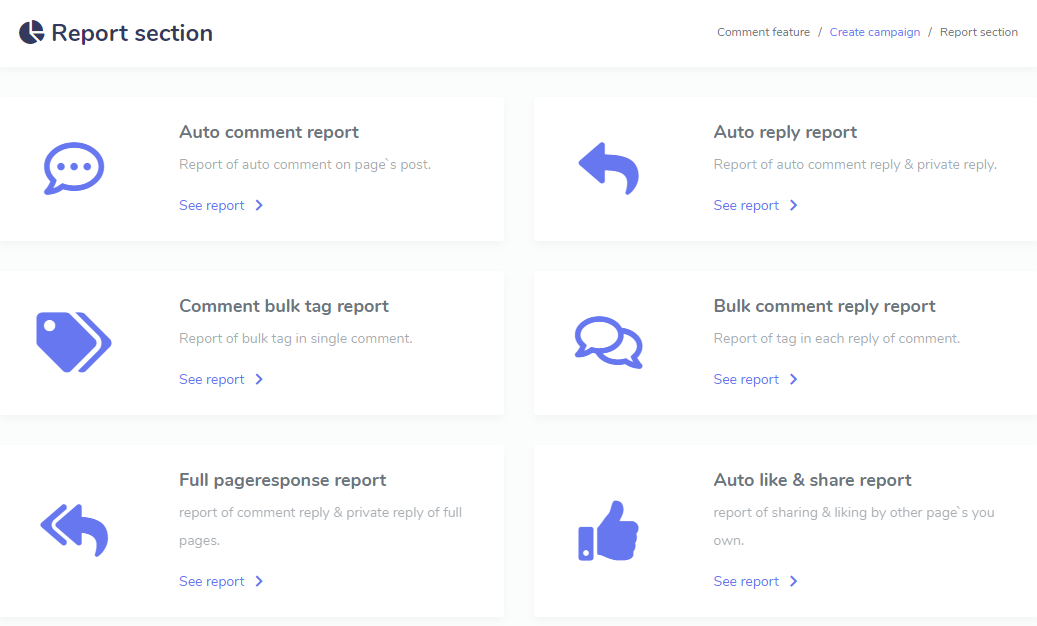 Report section
Comment feature / Create campaign / Report section
Auto comment report
Report of auto comment on page`s post.
See report
Auto reply report
Report of auto comment reply & private reply.
See report
Comment bulk tag report
Report of bulk tag in single comment.
See report
Bulk comment reply report
Report of tag in each reply of comment.
See report
Full pageresponse report
report of comment reply & private reply of full
pages.
See report
Auto like & share report
report of sharing & liking by other page`s you
own.
See report